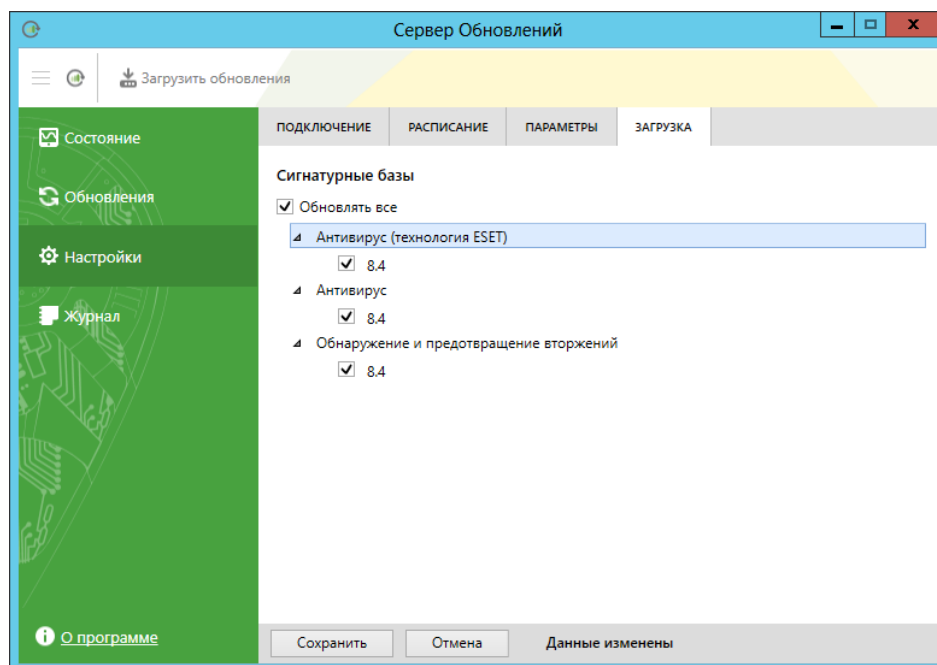 Сервер Обновлений
Загрузить обновления
Состояние
Обновления
Настройки
Журнал
О программе
ПОДКЛЮЧЕНИЕ РАСПИСАНИЕ ПАРАМЕТРЫ ЗАГРУЗКА
Сигнатурные базы
Обновлять все
Антивирус (технология ESET)
8.4
Антивирус
8.4
Обнаружение и предотвращение вторжений
8.4
Сохранить Отмена Данные изменены